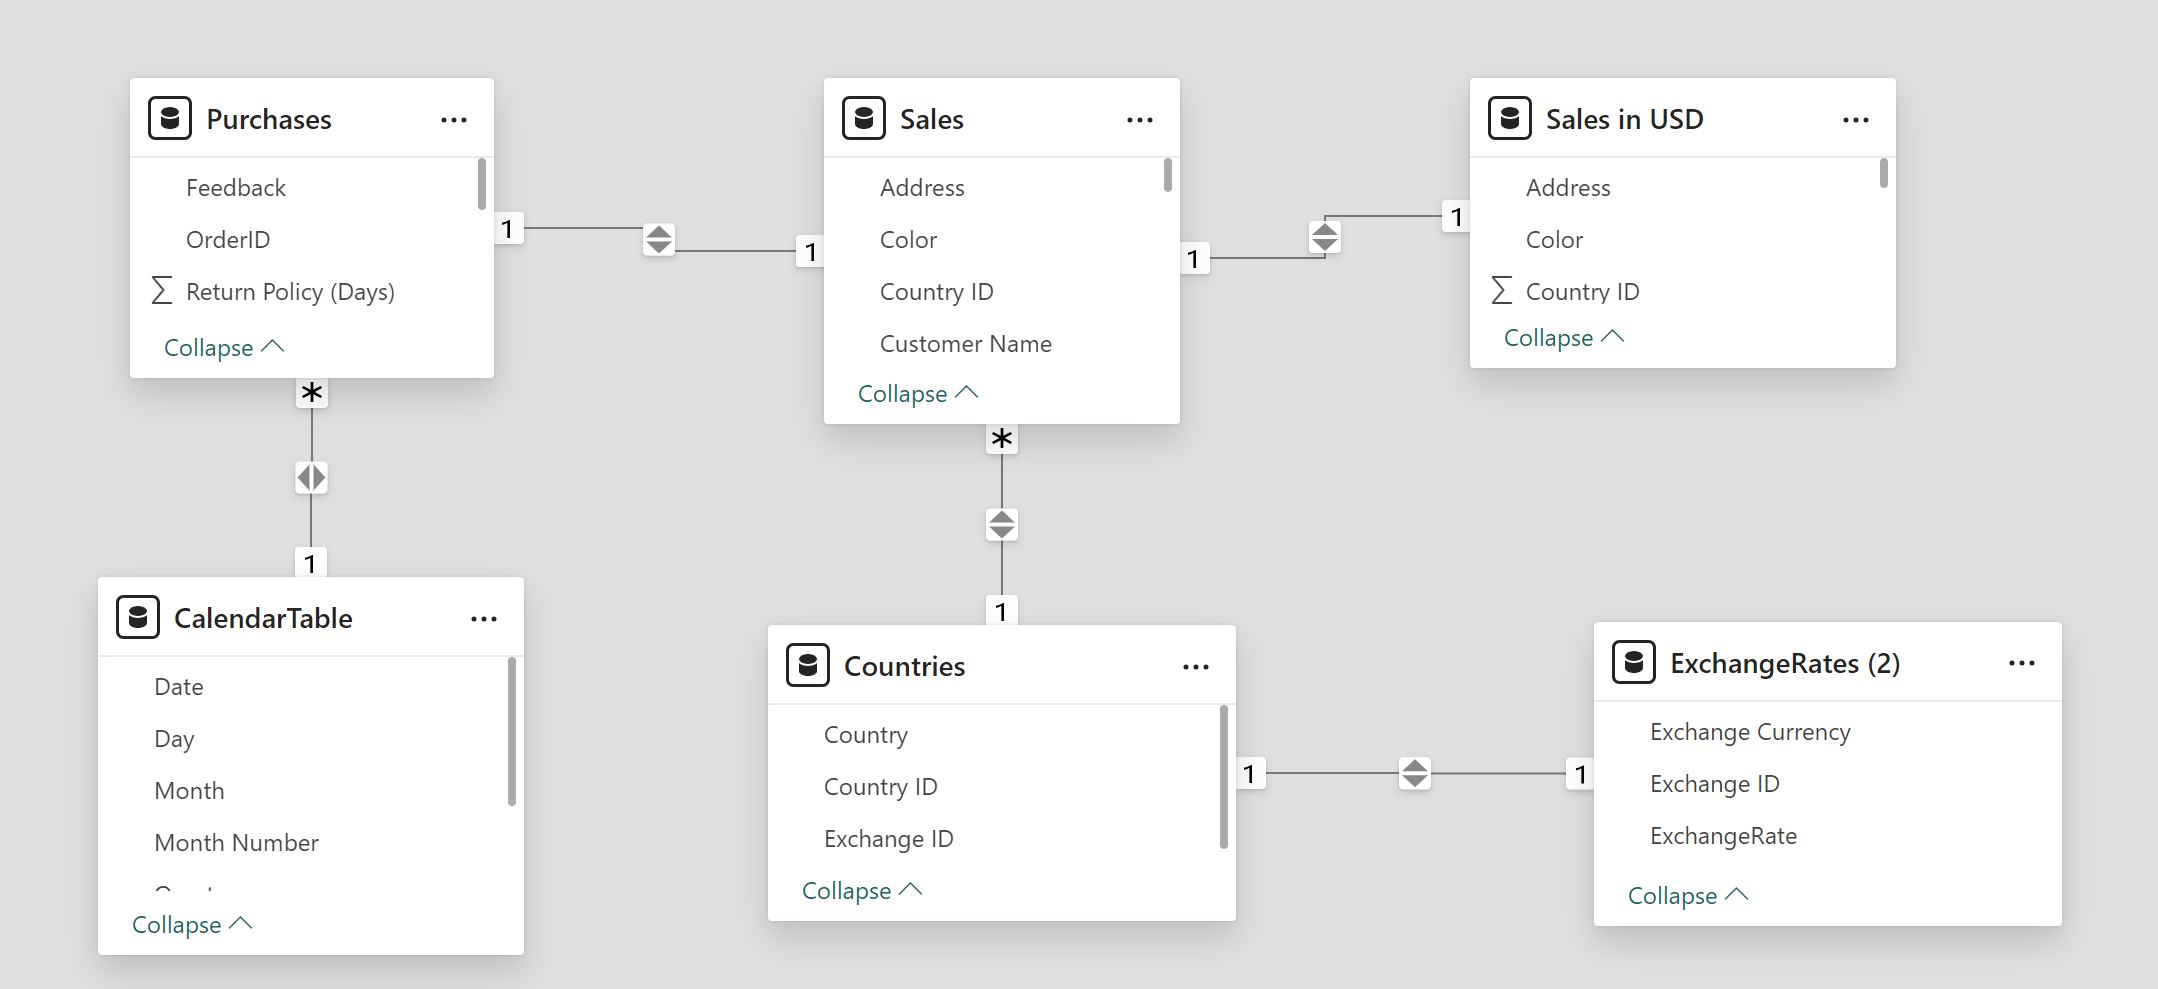 Purchases
Feedback
OrderID
Σ Return Policy (Days)
Collapse
1
1
Sales
Address
Color
Country ID
Customer Name
Collapse
1
1
Sales in USD
Address
Color
Σ Country ID
Collapse
*
1
*
1
CalendarTable
Date
Day
Month
Month Number
Collapse
Countries
Country
Country ID
Exchange ID
Collapse
1
1
ExchangeRates (2)
Exchange Currency
Exchange ID
ExchangeRate
Collapse